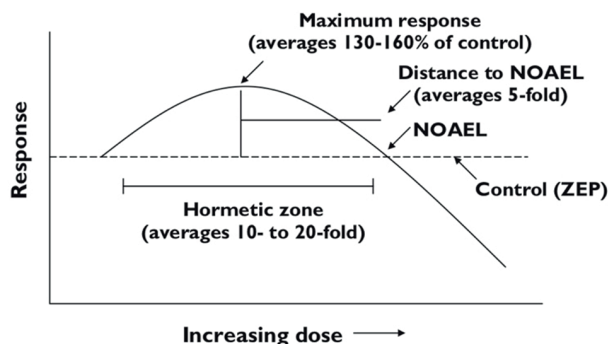 Maximum response
(averages 130-160% of control)
Distance to NOAEL
(averages 5-fold)
NOAEL
Response
Control (ZEP)
Hormetic zone
(averages 10- to 20-fold)
Increasing dose